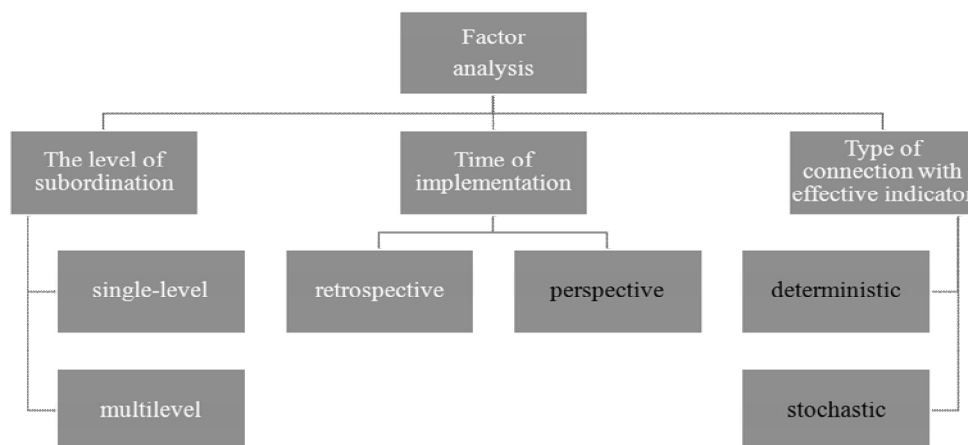 Factor
analysis
The level of
subordination
Time of
implementation
Type of
connection with
effective indicator
single-level
retrospective
perspective
deterministic
multilevel
stochastic